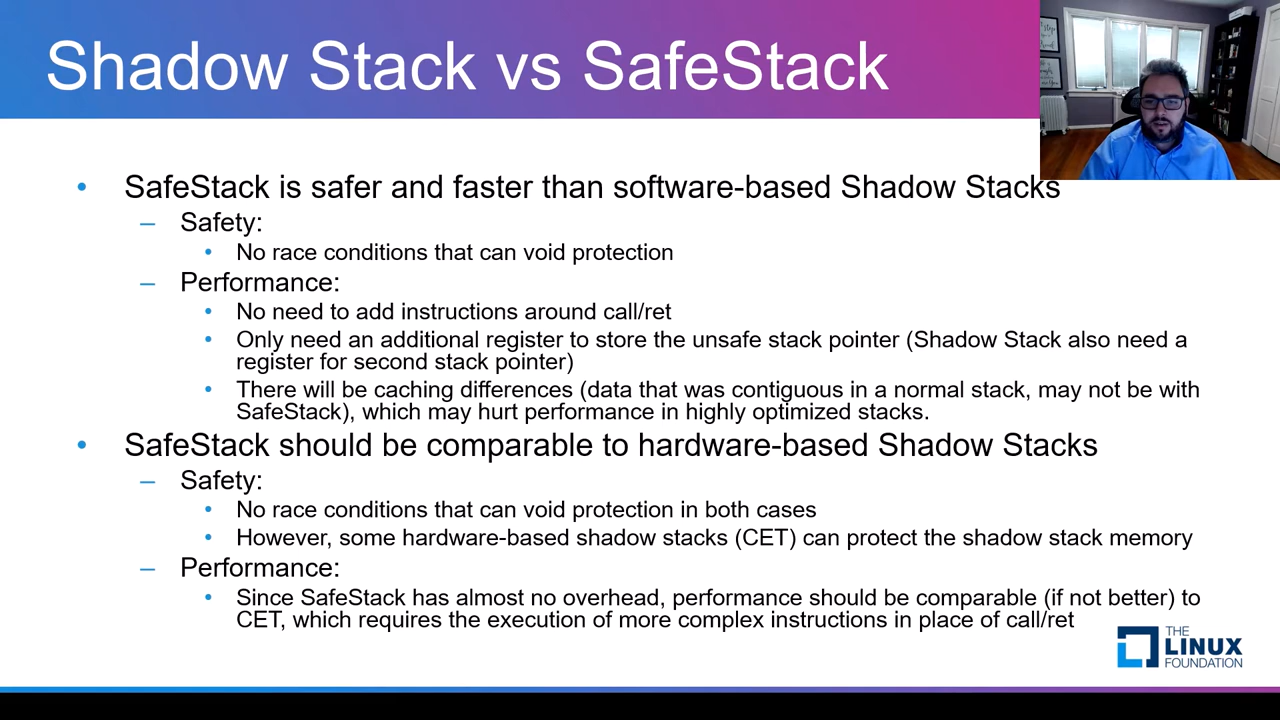 Shadow Stack vs SafeStack
• SafeStack is safer and faster than software-based Shadow Stacks
– Safety:
• No race conditions that can void protection
– Performance:
• No need to add instructions around call/ret
• Only need an additional register to store the unsafe stack pointer (Shadow Stack also need a
register for second stack pointer)
• There will be caching differences (data that was contiguous in a normal stack, may not be with
SafeStack), which may hurt performance in highly optimized stacks.
• SafeStack should be comparable to hardware-based Shadow Stacks
– Safety:
• No race conditions that can void protection in both cases
• However, some hardware-based shadow stacks (CET) can protect the shadow stack memory
– Performance:
• Since SafeStack has almost no overhead, performance should be comparable (if not better) to
CET, which requires the execution of more complex instructions in place of call/ret
THE
LINUX
FOUNDATION